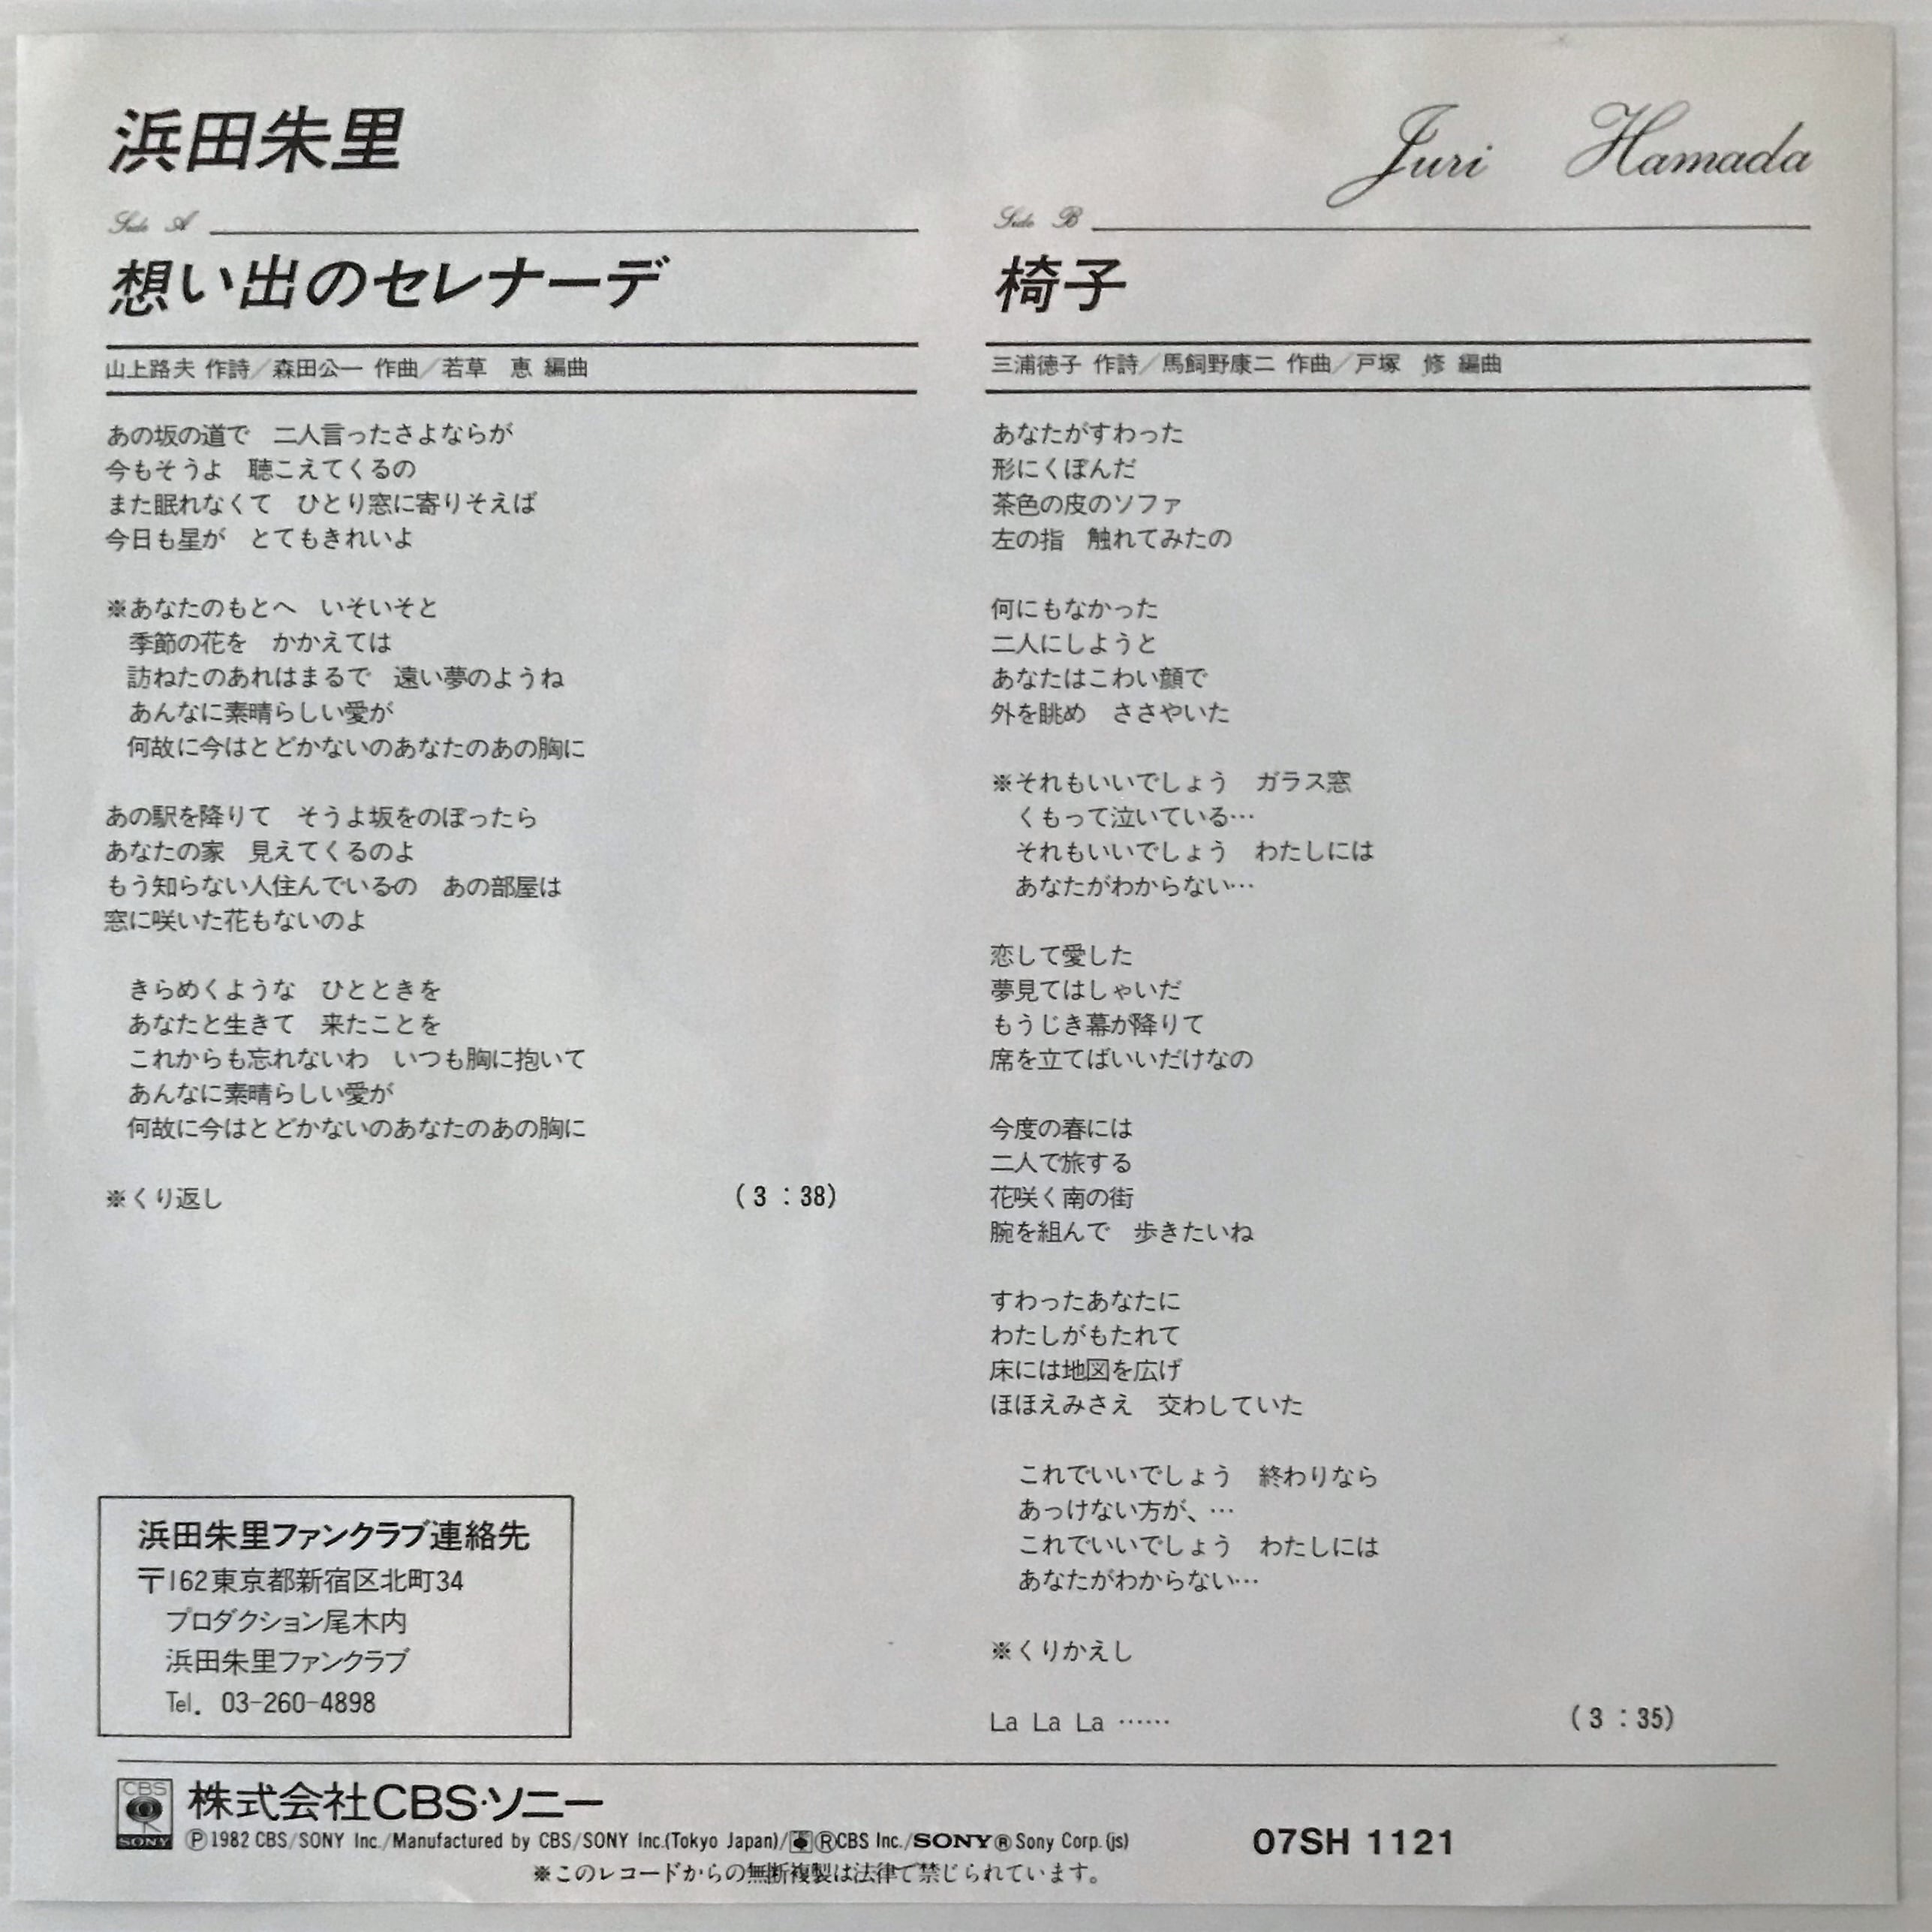 浜田朱里
Juri Hamada
Side A
想い出のセレナーデ
山上路夫 作詩／森田公一 作曲／若草　恵 編曲
あの坂の道で　二人言ったさよならが
今もそうよ　聴こえてくるの
また眠れなくて　ひとり窓に寄りそえば
今日も星が　とてもきれいよ
※あなたのもとへ　いそいそと
季節の花を　かかえては
訪ねたのあれはまるで　遠い夢のようね
あんなに素晴らしい愛が
何故に今はとどかないのあなたのあの胸に
あの駅を降りて　そうよ坂をのぼったら
あなたの家　見えてくるのよ
もう知らない人住んでいるの　あの部屋は
窓に咲いた花もないのよ
きらめくような　ひとときを
あなたと生きて　来たことを
これからも忘れないわ　いつも胸に抱いて
あんなに素晴らしい愛が
何故に今はとどかないのあなたのあの胸に
※くり返し
(3：38)
Side B
椅子
三浦徳子 作詩／馬飼野康二 作曲／戸塚　修 編曲
あなたがすわった
形にくぼんだ
茶色の皮のソファ
左の指　触れてみたの
何にもなかった
二人にしようと
あなたはこわい顔で
外を眺め　ささやいた
※それもいいでしょう　ガラス窓
くもって泣いている…
それもいいでしょう　わたしには
あなたがわからない…
恋して愛した
夢見てはしゃいだ
もうじき幕が降りて
席を立てばいいだけなの
今度の春には
二人で旅する
花咲く南の街
腕を組んで　歩きたいね
すわったあなたに
わたしがもたれて
床には地図を広げ
ほほえみさえ　交わしていた
これでいいでしょう　終わりなら
あっけない方が、…
これでいいでしょう　わたしには
あなたがわからない…
※くりかえし
La La La ……
(3：35)
浜田朱里ファンクラブ連絡先
〒162東京都新宿区北町34
プロダクション尾木内
浜田朱里ファンクラブ
Tel. 03-260-4898
CBS
SONY
株式会社CBS・ソニー
Ⓟ1982 CBS/SONY Inc./Manufactured by CBS/SONY Inc.(Tokyo Japan)/ⓇCBS Inc./SONY®Sony Corp.(js)
07SH 1121
※このレコードからの無断複製は法律で禁じられています。